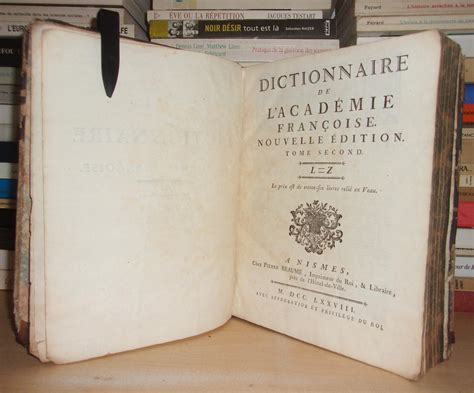 ÈVE OU LA RÉPÉTITION JACQUES TESTART
NOIR DÉSIR tout est là
DICTIONNAIRE
DE
L'ACADÉMIE
FRANÇOISE.
NOUVELLE ÉDITION.
TOME SECOND.
L=Z
Le prix est de vingt-six livres relié en Veau.
A NISMES,
Chez PIERRE BEAUME, Imprimeur du Roi, & Libraire,
près de l'Hôtel-de-Ville.
M. DCC. LXXVIII.
AVEC APPROBATION ET PRIVILEGE DU ROI.